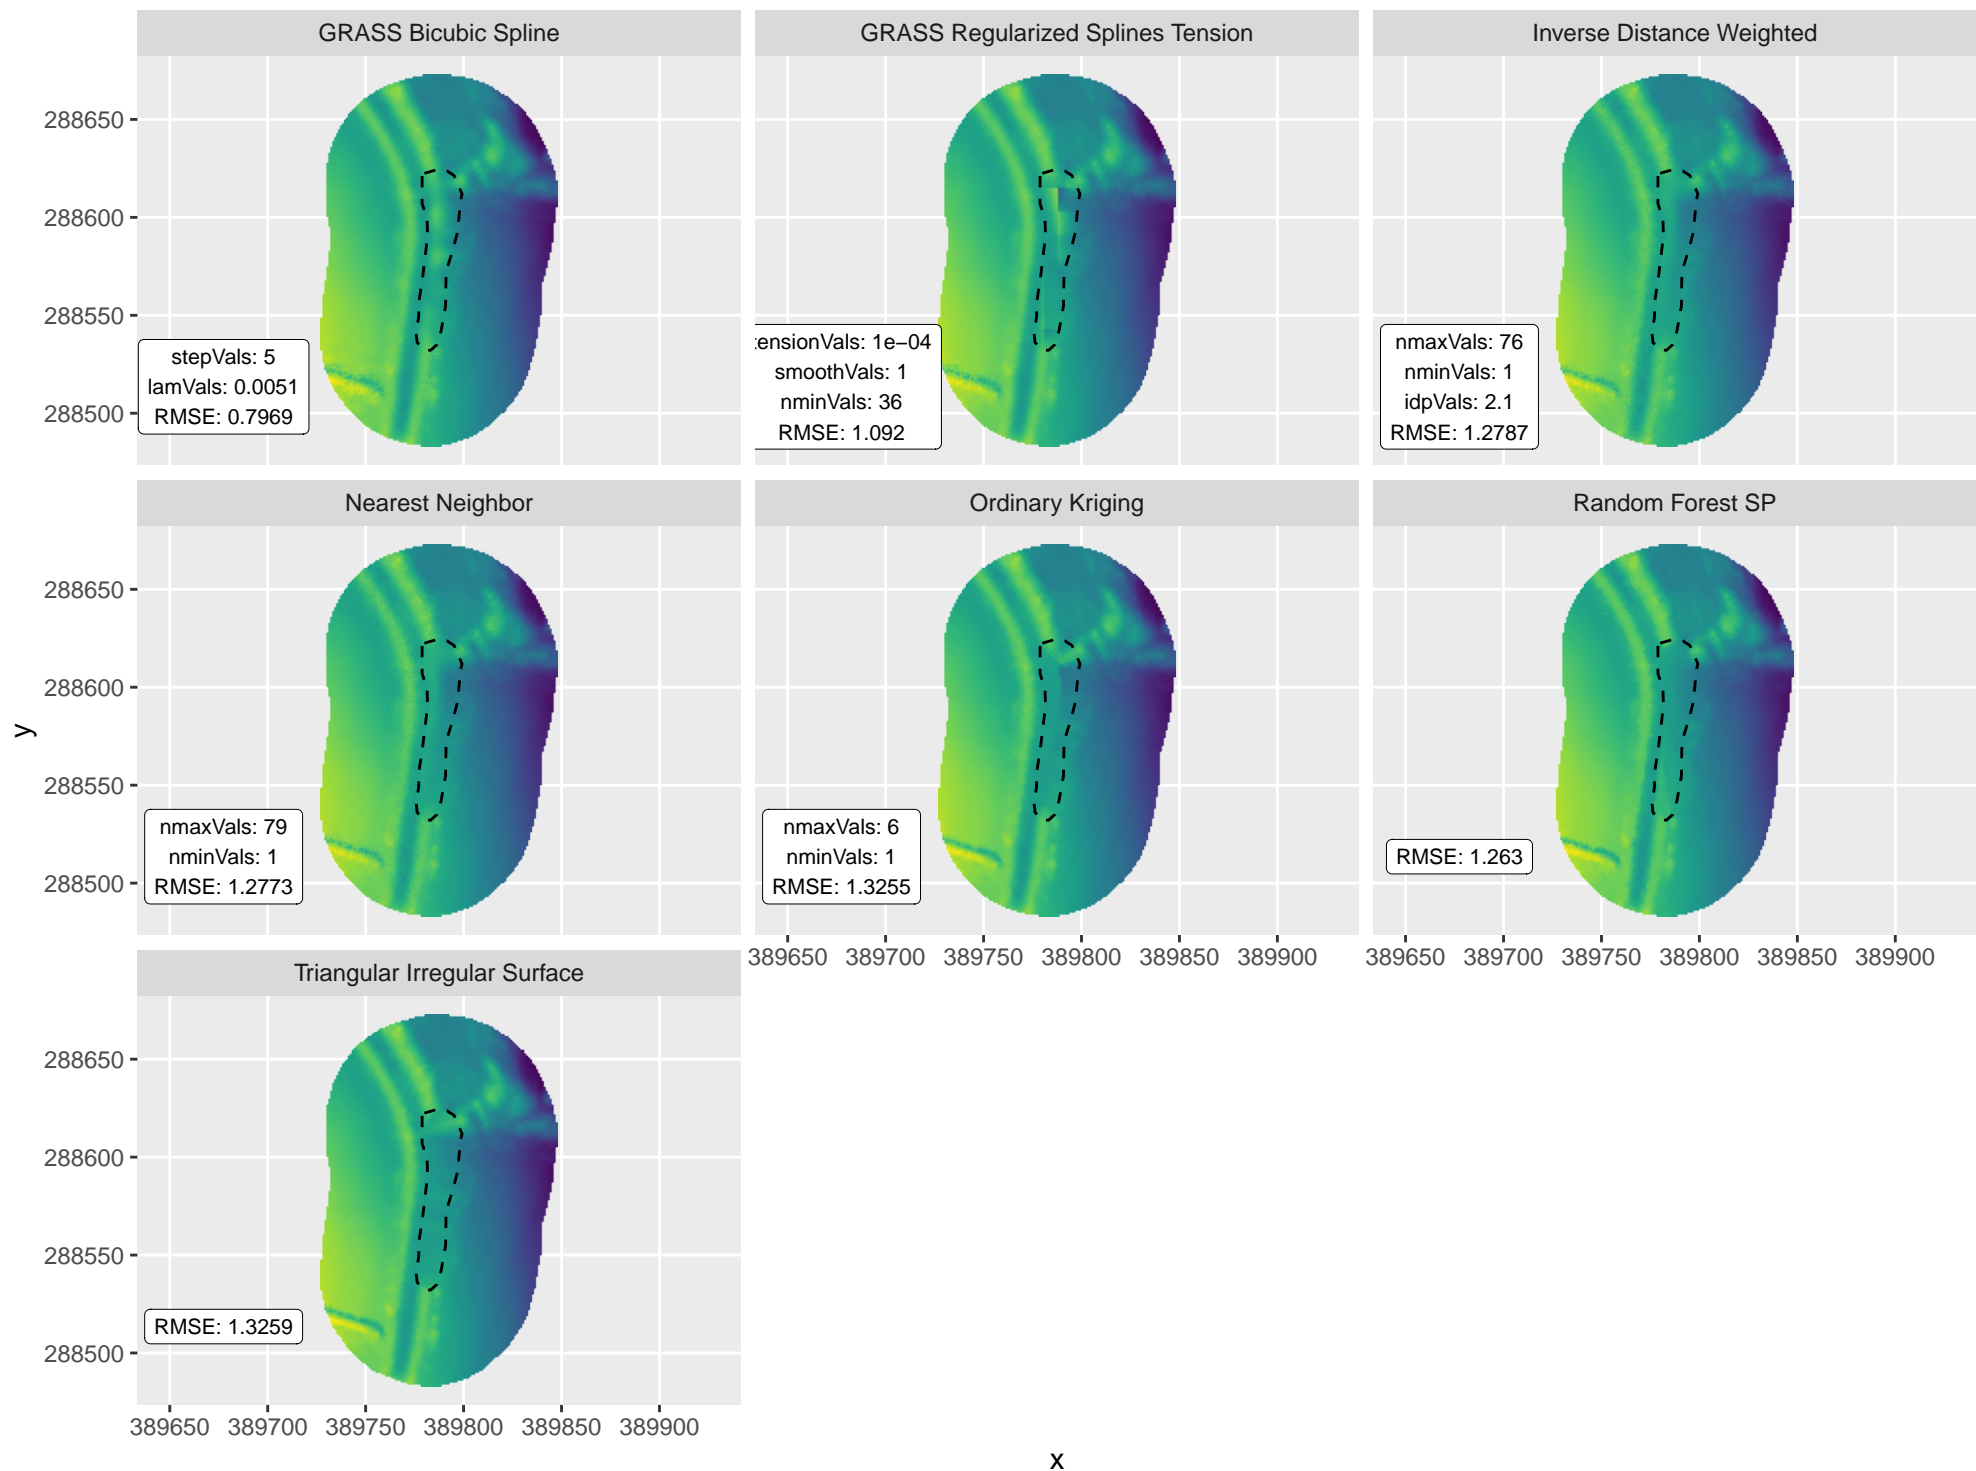 GRASS Bicubic Spline
GRASS Regularized Splines Tension
Inverse Distance Weighted
288650
288600
288550
288500
stepVals: 5
lamVals: 0.0051
RMSE: 0.7969
tensionVals: 1e−04
smoothVals: 1
nminVals: 36
RMSE: 1.092
nmaxVals: 76
nminVals: 1
idpVals: 2.1
RMSE: 1.2787
Nearest Neighbor
Ordinary Kriging
Random Forest SP
288650
288600
288550
288500
y
nmaxVals: 79
nminVals: 1
RMSE: 1.2773
nmaxVals: 6
nminVals: 1
RMSE: 1.3255
RMSE: 1.263
389650 389700 389750 389800 389850 389900
389650 389700 389750 389800 389850 389900
Triangular Irregular Surface
288650
288600
288550
288500
RMSE: 1.3259
389650 389700 389750 389800 389850 389900
x